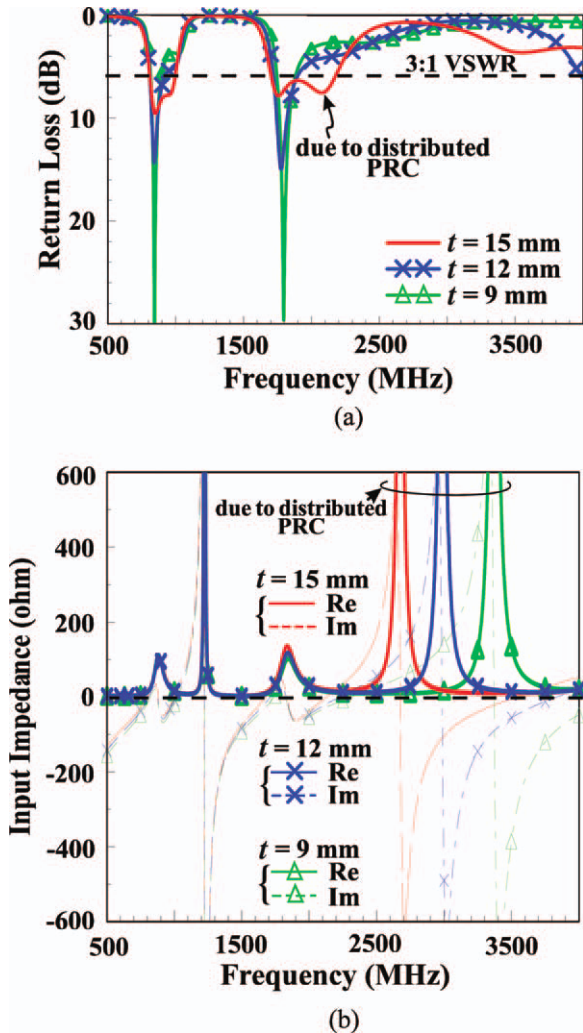 0
10
20
30
Return Loss (dB)
3:1 VSWR
due to distributed
PRC
t = 15 mm
t = 12 mm
t = 9 mm
500
1500
2500
3500
Frequency (MHz)
(a)
600
400
200
0
-200
-400
-600
Input Impedance (ohm)
due to distributed
PRC
t = 15 mm
{ Re
Im
t = 12 mm
{ Re
Im
t = 9 mm
{ Re
Im
500
1500
2500
3500
Frequency (MHz)
(b)